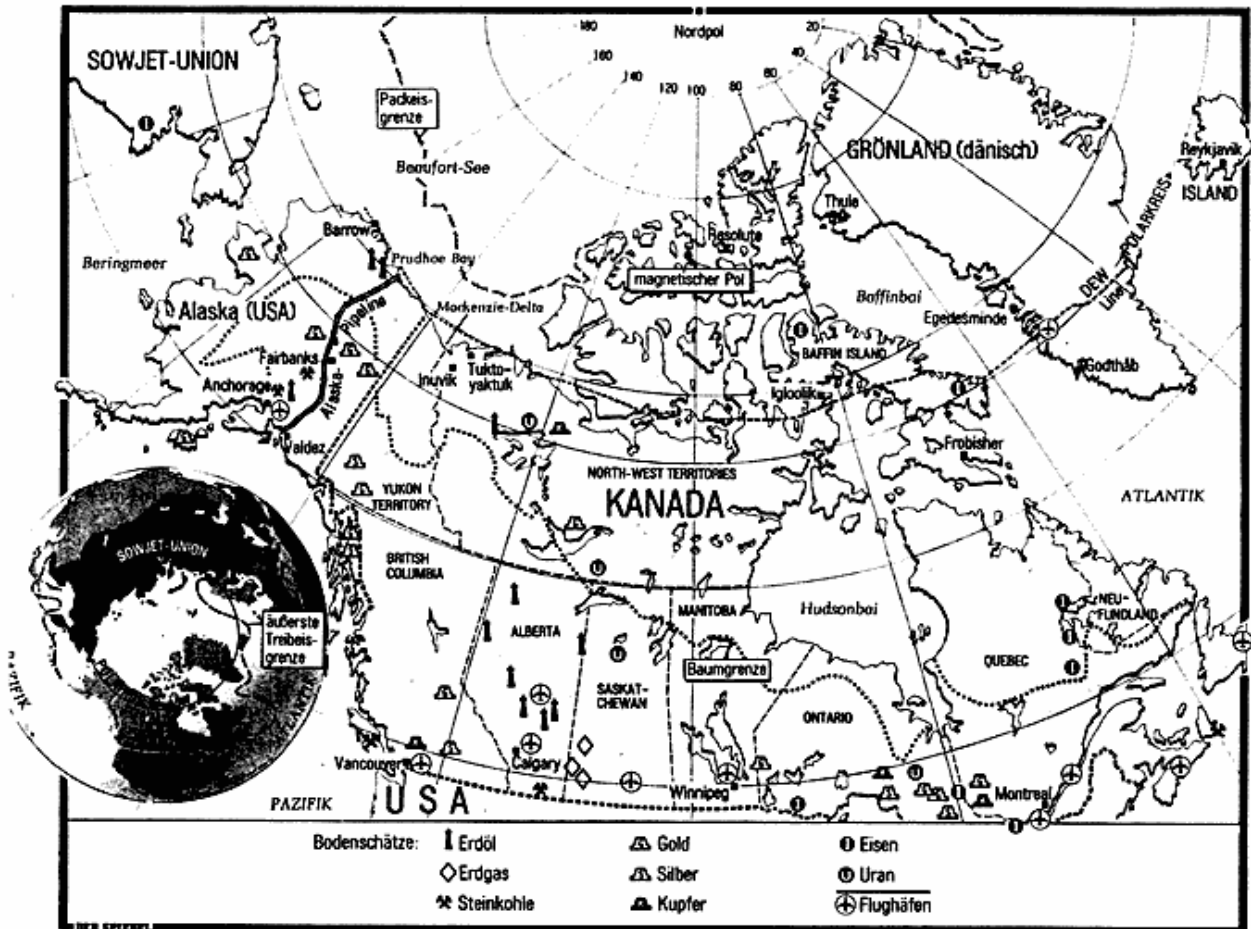 180
160
140
120
100
80
60
40
20
Nordpol
SOWJET-UNION
Packeis-
grenze
Beaufort-See
GRÖNLAND (dänisch)
Reykjavik
ISLAND
Thule
POLARKREIS
DEW
Line
Barrow
Prudhoe Bay
Beringmeer
Resolute
magnetischer Pol
Baffinbai
Mackenzie-Delta
Egedesminde
Alaska (USA)
Alaska-
Pipeline
Fairbanks
BAFFIN ISLAND
Inuvik
Tukto-
yaktuk
Anchorage
Igloolik
Godthåb
Valdez
Frobisher
NORTH-WEST TERRITORIES
KANADA
YUKON
TERRITORY
ATLANTIK
SOWJET-UNION
BRITISH
COLUMBIA
MANITOBA
Hudsonbai
NEU-
FUNDLAND
äußerste
Treibeis-
grenze
ALBERTA
Baumgrenze
QUEBEC
SASKAT-
CHEWAN
ONTARIO
PAZIFIK
Vancouver
Calgary
Winnipeg
Montreal
PAZIFIK
USA
Bodenschätze:
Erdöl
Gold
Eisen
Erdgas
Silber
Uran
Steinkohle
Kupfer
Flughäfen